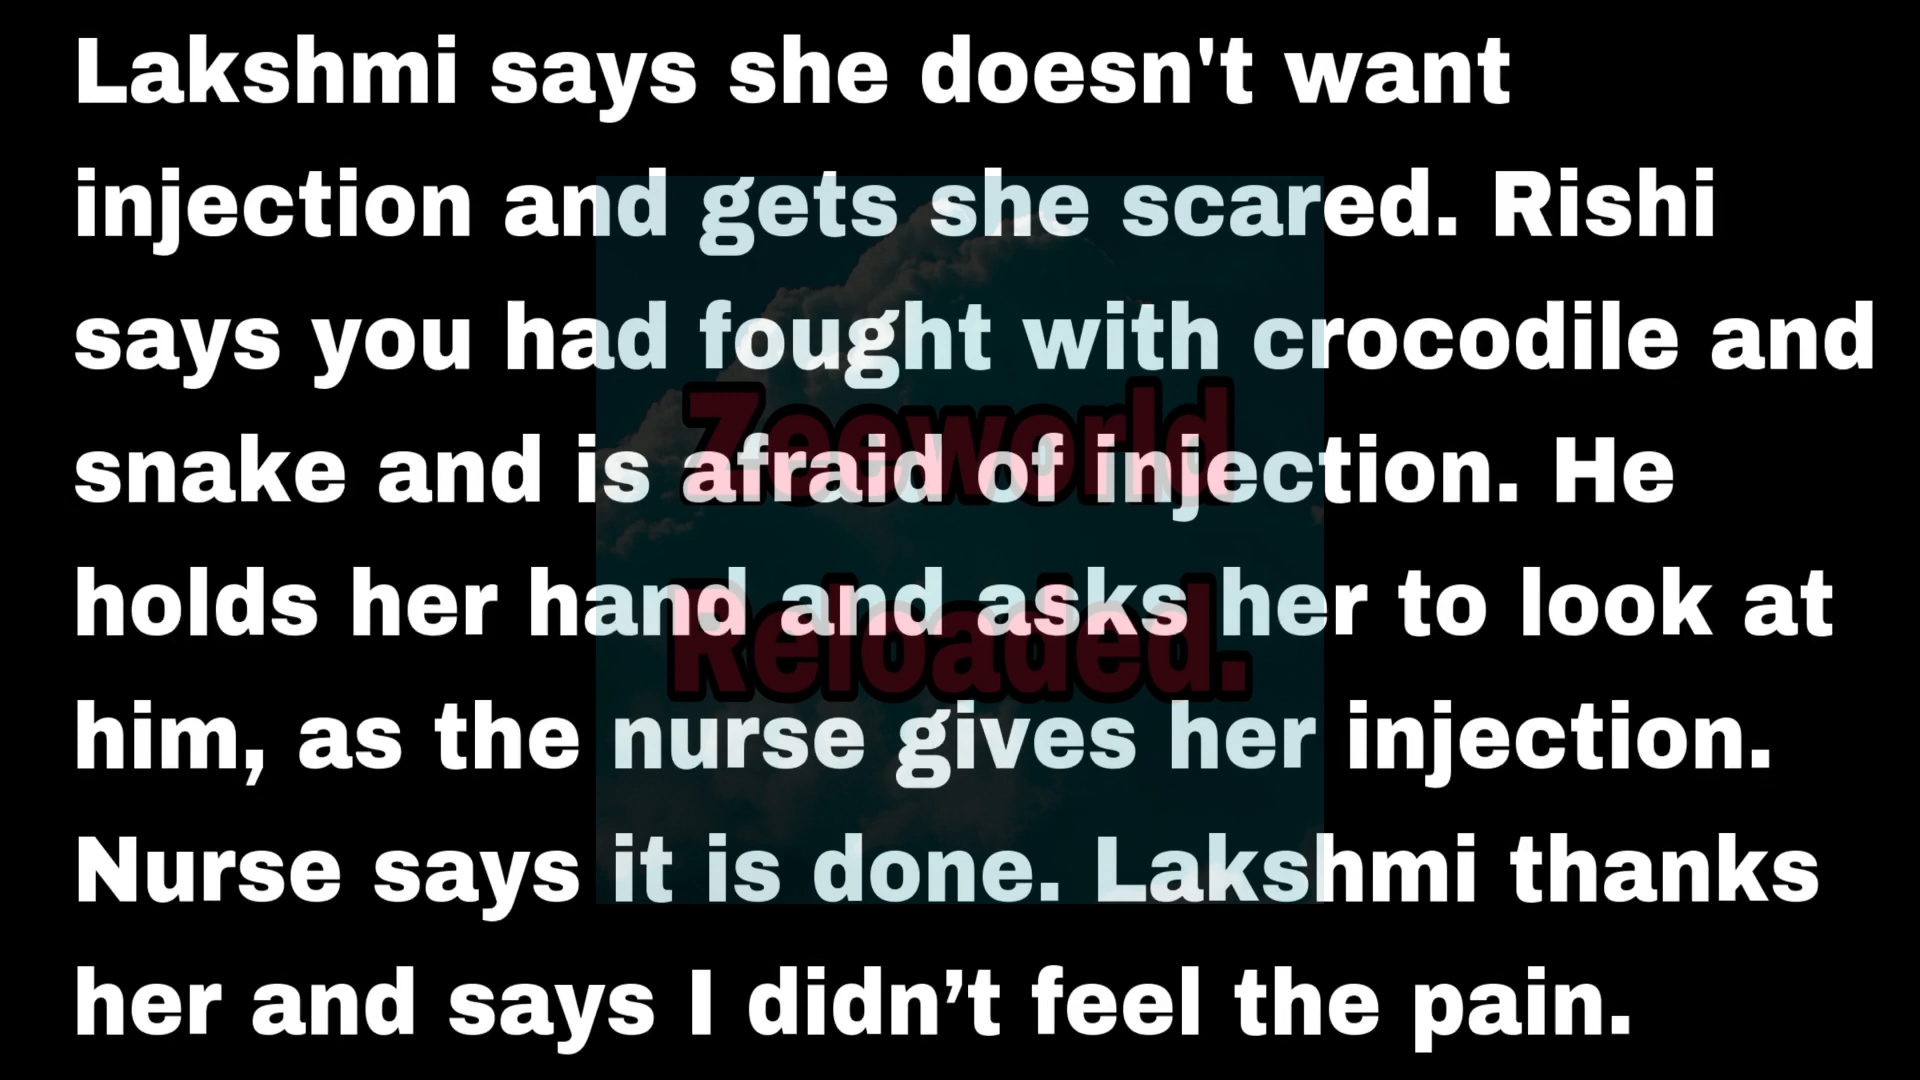 Lakshmi says she doesn't want
injection and gets she scared. Rishi
says you had fought with crocodile and
snake and is afraid of injection. He
holds her hand and asks her to look at
him, as the nurse gives her injection.
Nurse says it is done. Lakshmi thanks
her and says I didn’t feel the pain.
Zeeworld
Reloaded.